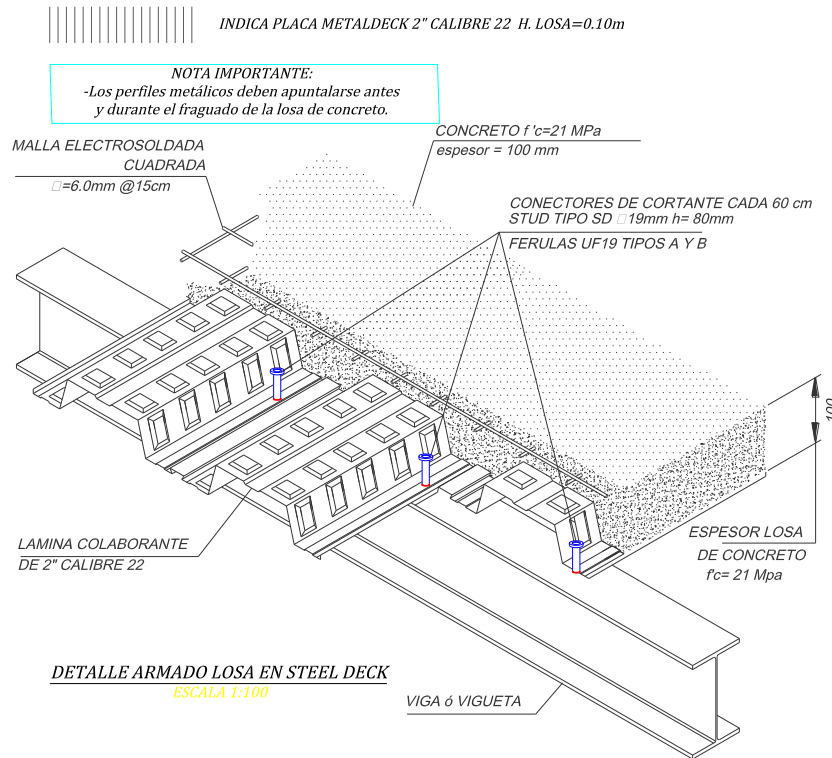 INDICA PLACA METALDECK 2" CALIBRE 22 H. LOSA=0.10m
NOTA IMPORTANTE:
-Los perfiles metálicos deben apuntalarse antes
y durante el fraguado de la losa de concreto.
MALLA ELECTROSOLDADA
CUADRADA
□=6.0mm @15cm
CONCRETO f 'c=21 MPa
espesor = 100 mm
CONECTORES DE CORTANTE CADA 60 cm
STUD TIPO SD □19mm h= 80mm
FERULAS UF19 TIPOS A Y B
100
LAMINA COLABORANTE
DE 2" CALIBRE 22
ESPESOR LOSA
DE CONCRETO
f'c= 21 Mpa
DETALLE ARMADO LOSA EN STEEL DECK
ESCALA 1:100
VIGA ó VIGUETA